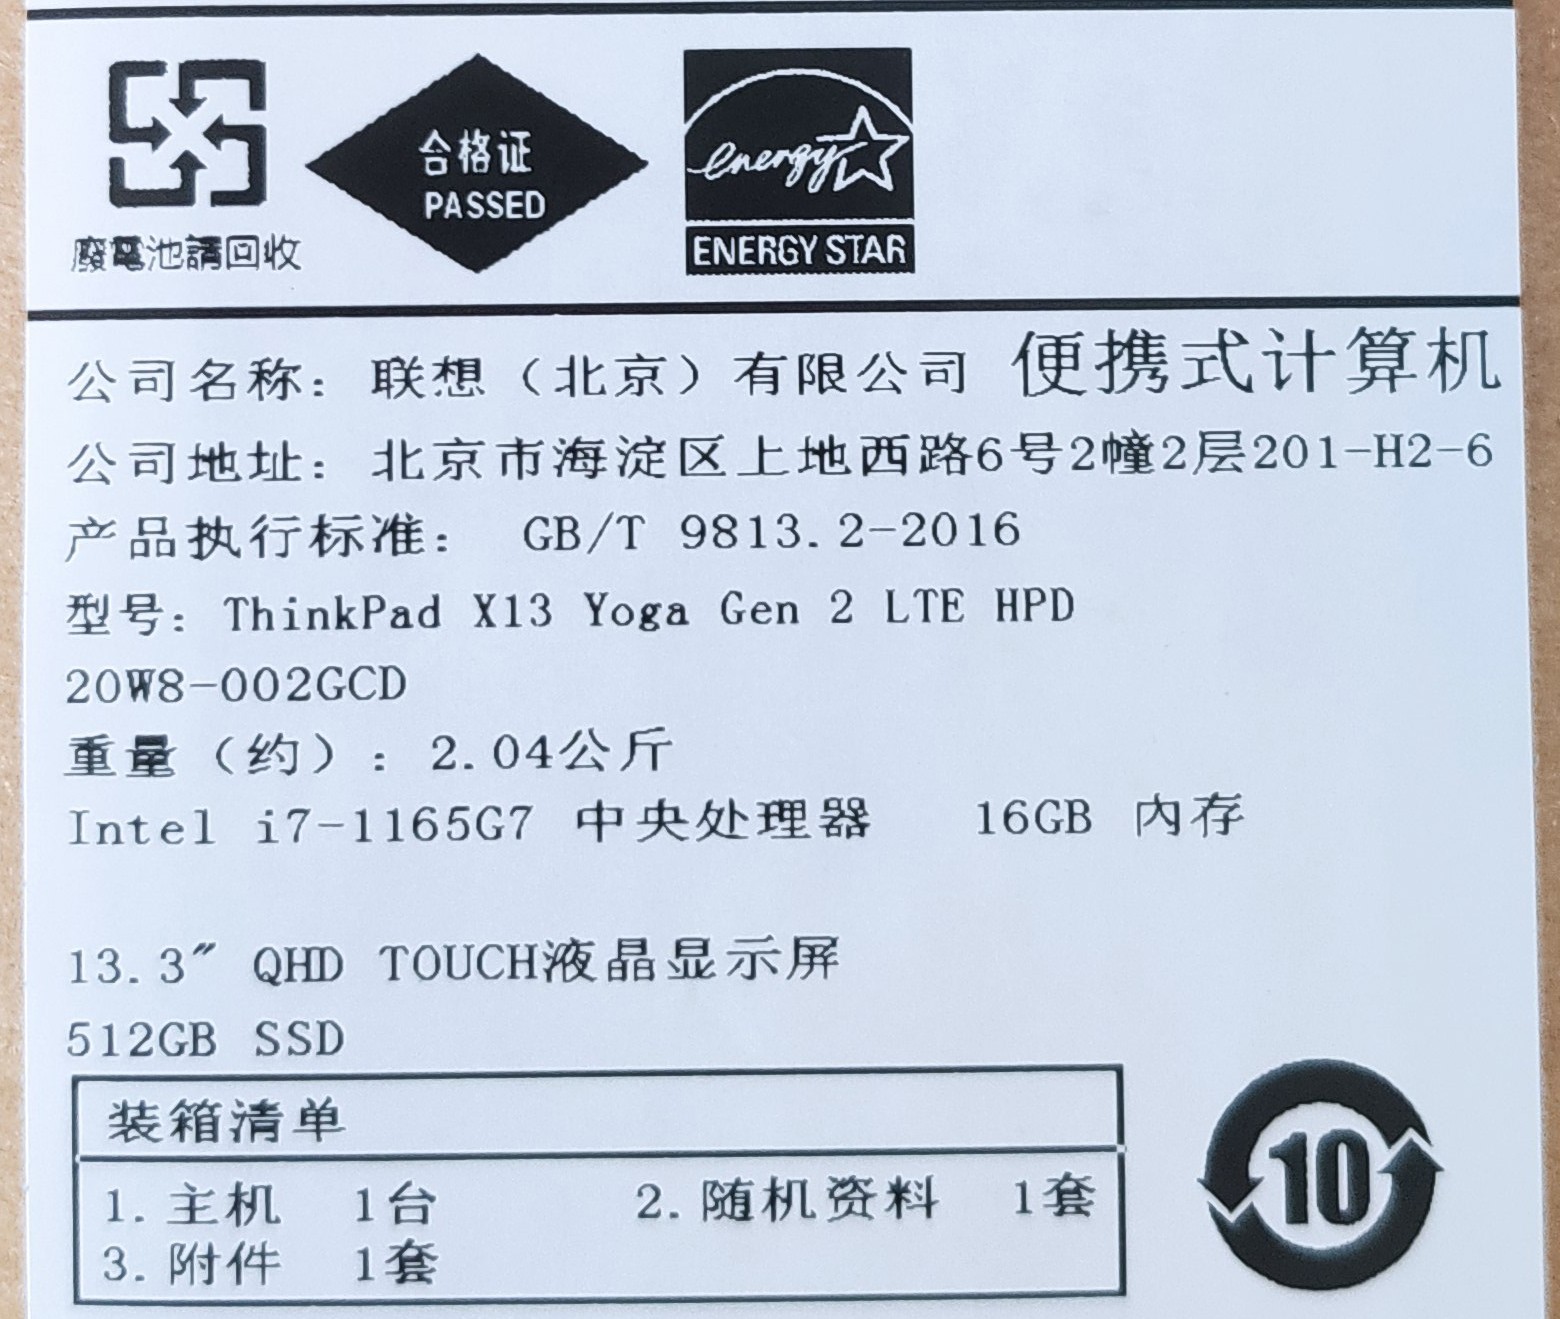 合格证
PASSED
energy
ENERGY STAR
廢電池請回收
公司名称：联想（北京）有限公司 便携式计算机
公司地址：北京市海淀区上地西路6号2幢2层201-H2-6
产品执行标准： GB/T 9813.2-2016
型号：ThinkPad X13 Yoga Gen 2 LTE HPD
20W8-002GCD
重量（约）：2.04公斤
Intel i7-1165G7 中央处理器 16GB 内存
13.3″ QHD TOUCH液晶显示屏
512GB SSD
装箱清单
1.主机 1台 2.随机资料 1套
3.附件 1套
10